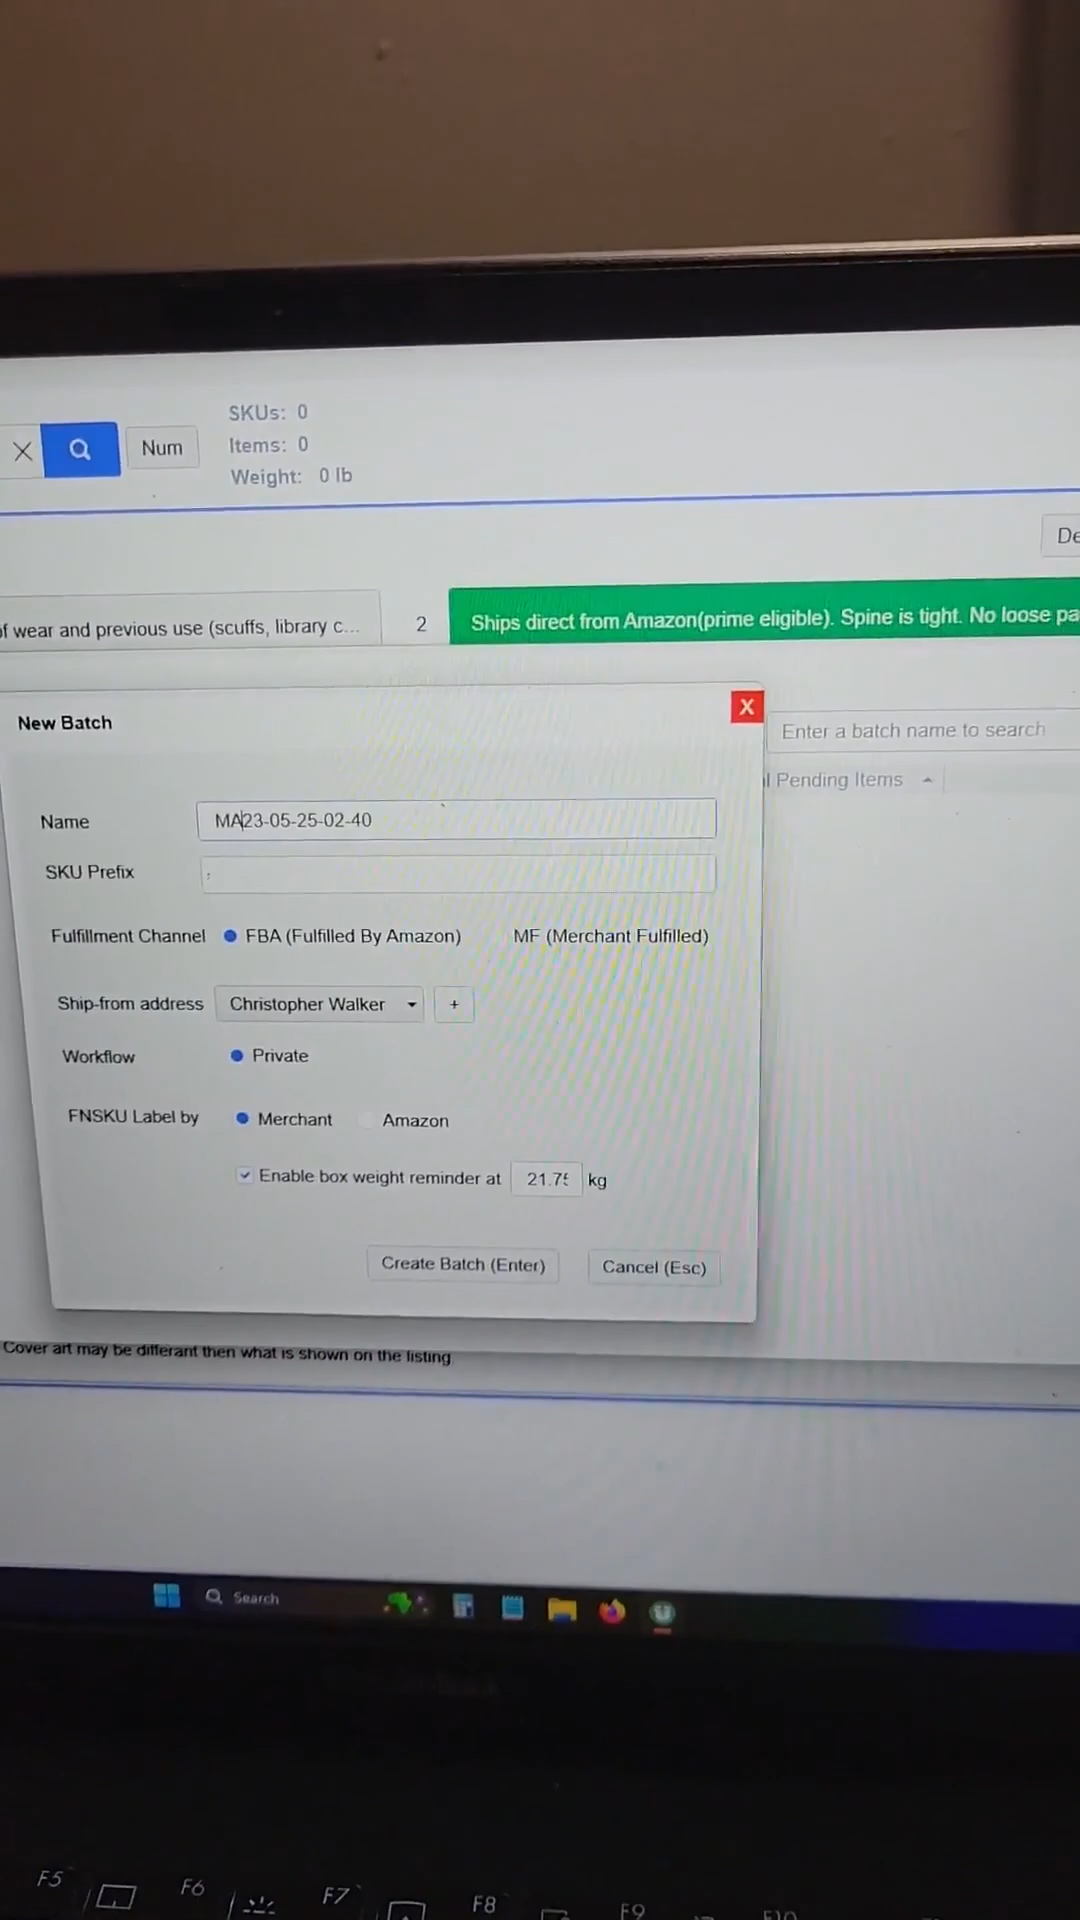 SKUs: 0
Num
Items: 0
Weight: 0 lb
De
of wear and previous use (scuffs, library c...
2
Ships direct from Amazon(prime eligible). Spine is tight. No loose pa
New Batch
X
Enter a batch name to search
l Pending Items
Name
MA23-05-25-02-40
SKU Prefix
Fulfillment Channel
FBA (Fulfilled By Amazon)
MF (Merchant Fulfilled)
Ship-from address
Christopher Walker
+
Workflow
Private
FNSKU Label by
Merchant
Amazon
Enable box weight reminder at 21.75 kg
Create Batch (Enter)
Cancel (Esc)
Cover art may be differant then what is shown on the listing
Search
F5
F6
F7
F8
F9
F10